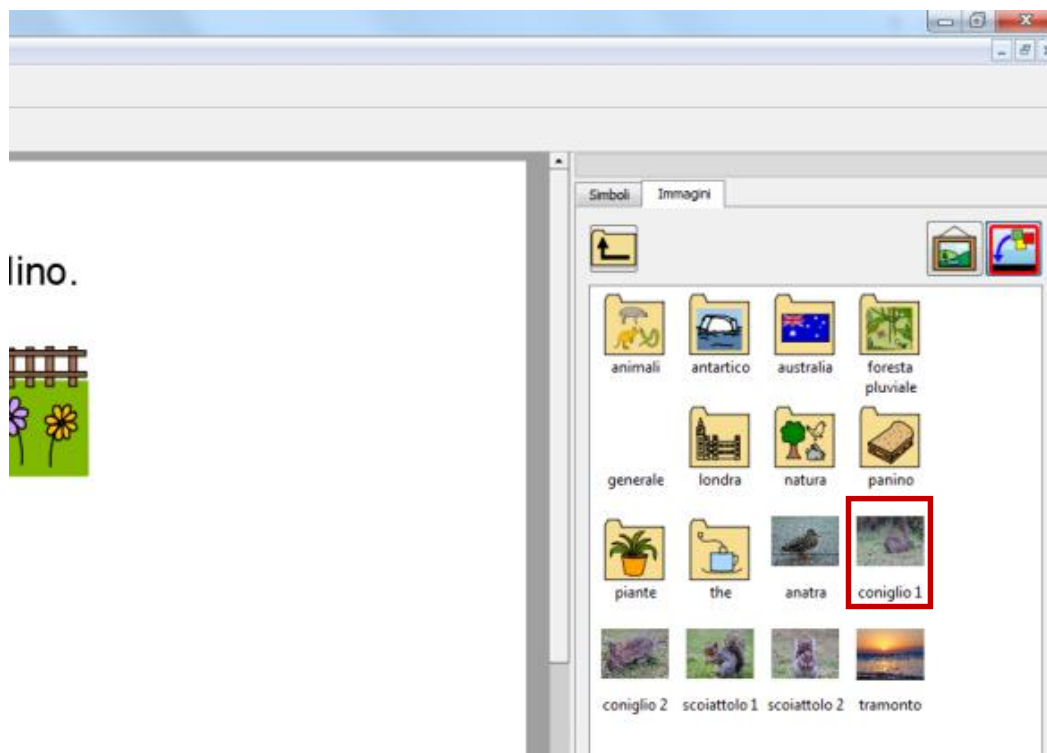 Simboli Immagini
lino.
animali antartico australia foresta pluviale
generale londra natura panino
piante the anatra coniglio 1
coniglio 2 scoiattolo 1 scoiattolo 2 tramonto